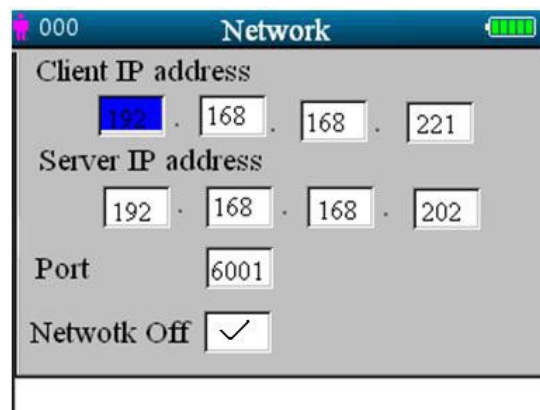 000 Network
Client IP address
192 . 168 . 168 . 221
Server IP address
192 . 168 . 168 . 202
Port 6001
Netwotk Off